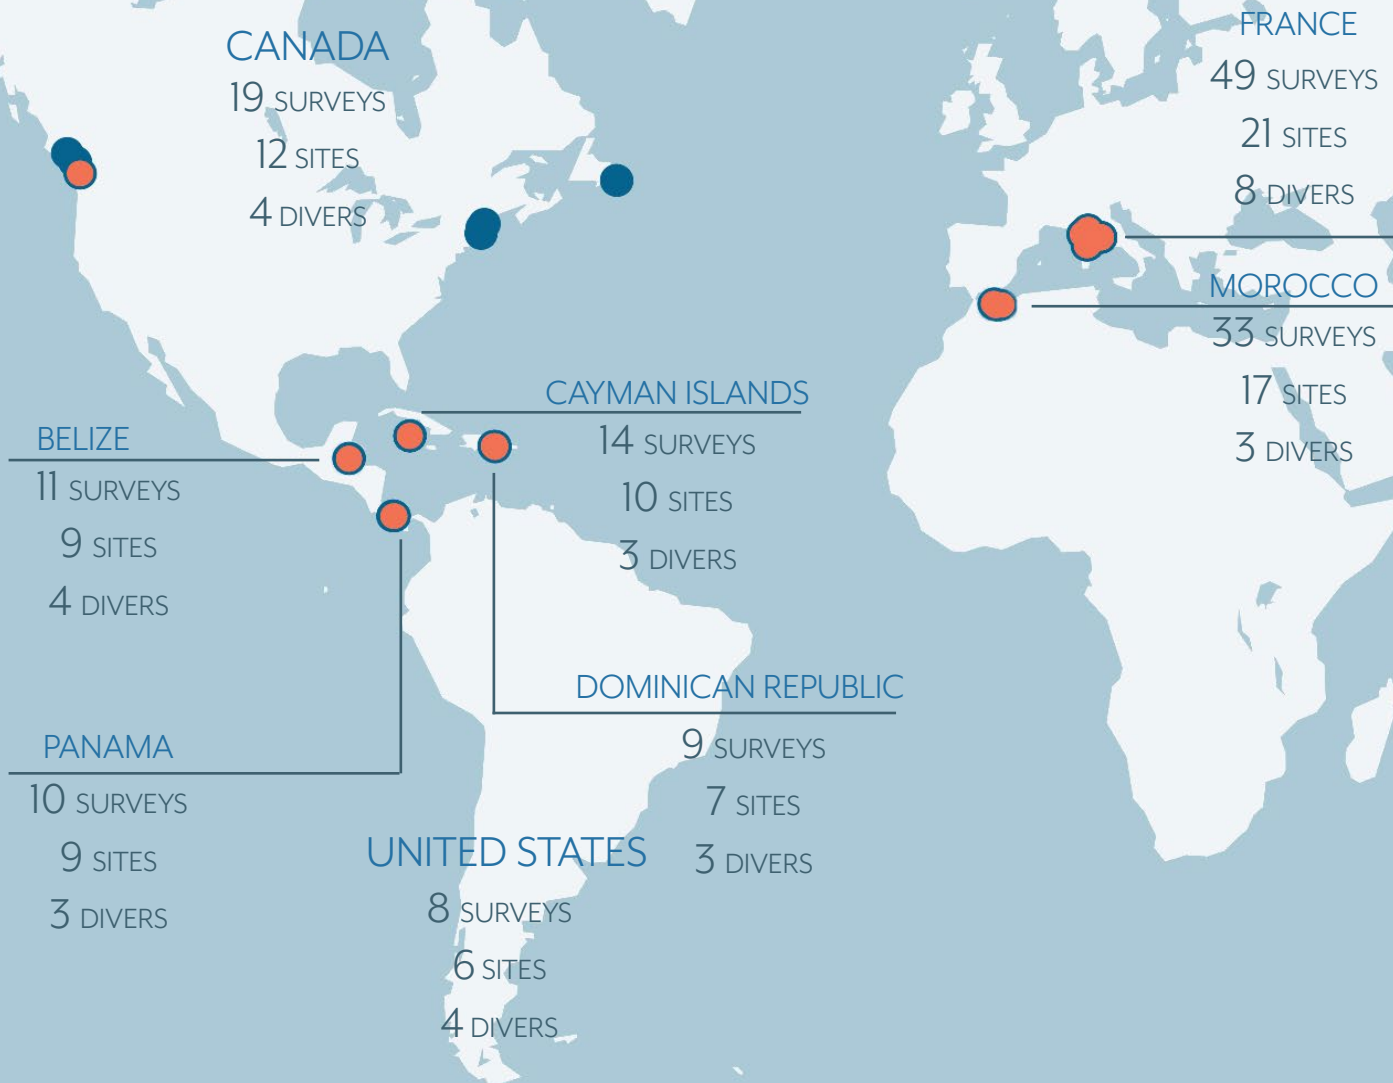 CANADA
19 SURVEYS
12 SITES
4 DIVERS
FRANCE
49 SURVEYS
21 SITES
8 DIVERS
MOROCCO
33 SURVEYS
17 SITES
3 DIVERS
CAYMAN ISLANDS
14 SURVEYS
10 SITES
3 DIVERS
BELIZE
11 SURVEYS
9 SITES
4 DIVERS
DOMINICAN REPUBLIC
9 SURVEYS
7 SITES
3 DIVERS
PANAMA
10 SURVEYS
9 SITES
3 DIVERS
UNITED STATES
8 SURVEYS
6 SITES
4 DIVERS